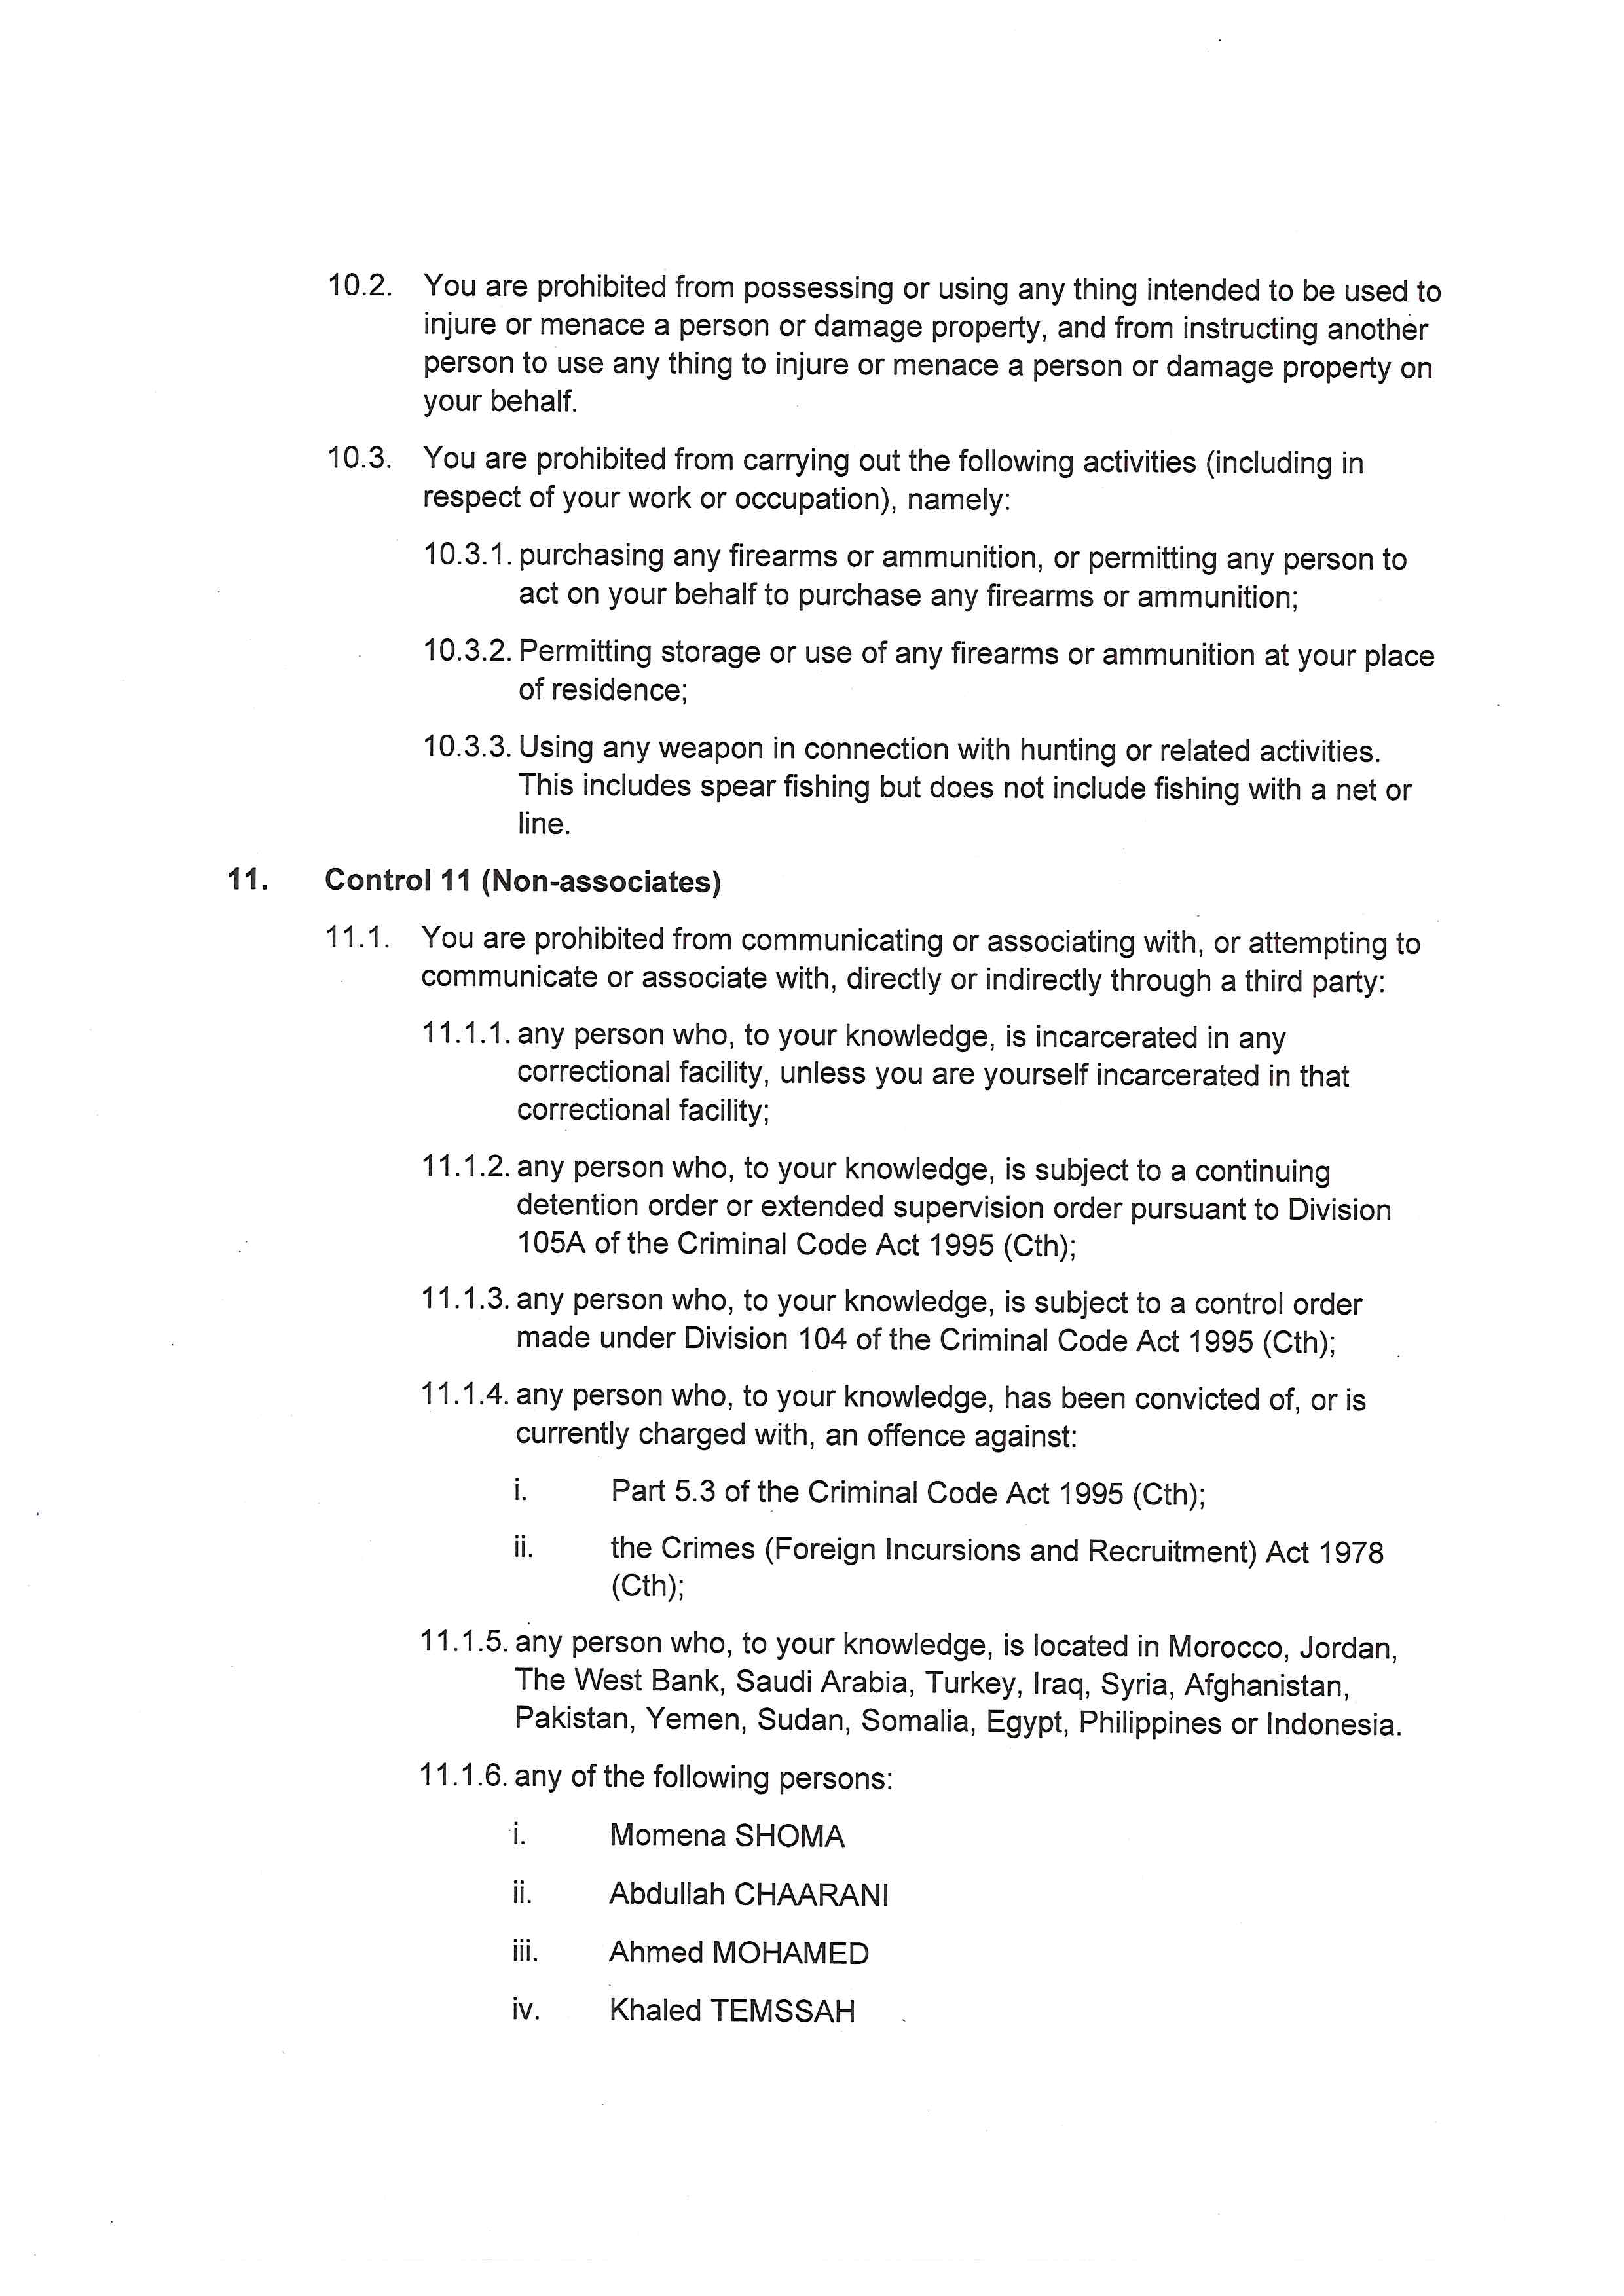 10.2. You are prohibited from possessing or using any thing intended to be used to
injure or menace a person or damage property, and from instructing another
person to use any thing to injure or menace a person or damage property on
your behalf.
10.3. You are prohibited from carrying out the following activities (including in
respect of your work or occupation), namely:
10.3.1. purchasing any firearms or ammunition, or permitting any person to
act on your behalf to purchase any firearms or ammunition;
10.3.2. Permitting storage or use of any firearms or ammunition at your place
of residence;
10.3.3. Using any weapon in connection with hunting or related activities.
This includes spear fishing but does not include fishing with a net or
line.
11. Control 11 (Non-associates)
11.1. You are prohibited from communicating or associating with, or attempting to
communicate or associate with, directly or indirectly through a third party:
11.1.1. any person who, to your knowledge, is incarcerated in any
correctional facility, unless you are yourself incarcerated in that
correctional facility;
11.1.2. any person who, to your knowledge, is subject to a continuing
detention order or extended supervision order pursuant to Division
105A of the Criminal Code Act 1995 (Cth);
11.1.3. any person who, to your knowledge, is subject to a control order
made under Division 104 of the Criminal Code Act 1995 (Cth);
11.1.4. any person who, to your knowledge, has been convicted of, or is
currently charged with, an offence against:
i. Part 5.3 of the Criminal Code Act 1995 (Cth);
ii. the Crimes (Foreign Incursions and Recruitment) Act 1978
(Cth);
11.1.5. any person who, to your knowledge, is located in Morocco, Jordan,
The West Bank, Saudi Arabia, Turkey, Iraq, Syria, Afghanistan,
Pakistan, Yemen, Sudan, Somalia, Egypt, Philippines or Indonesia.
11.1.6. any of the following persons:
i. Momena SHOMA
ii. Abdullah CHAARANI
iii. Ahmed MOHAMED
iv. Khaled TEMSSAH